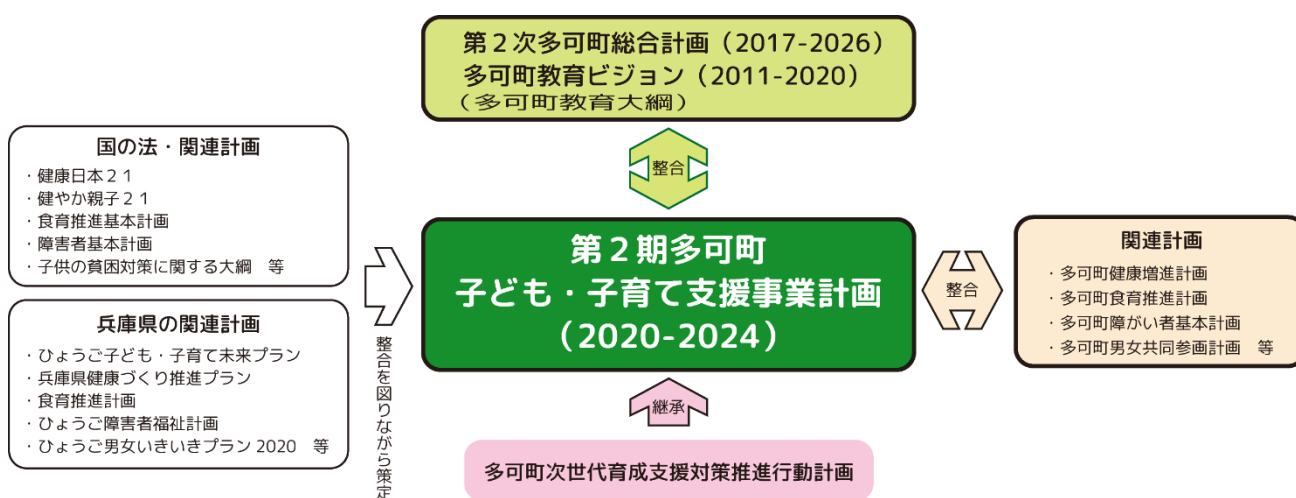 第２次多可町総合計画（2017-2026）
多可町教育ビジョン（2011-2020）
（多可町教育大綱）
整合
国の法・関連計画
・健康日本２１
・健やか親子２１
・食育推進基本計画
・障害者基本計画
・子供の貧困対策に関する大綱　等
兵庫県の関連計画
・ひょうご子ども・子育て未来プラン
・兵庫県健康づくり推進プラン
・食育推進計画
・ひょうご障害者福祉計画
・ひょうご男女いきいきプラン 2020　等
整合を図りながら策定
第２期多可町
子ども・子育て支援事業計画
（2020-2024）
整合
関連計画
・多可町健康増進計画
・多可町食育推進計画
・多可町障がい者基本計画
・多可町男女共同参画計画　等
継承
多可町次世代育成支援対策推進行動計画